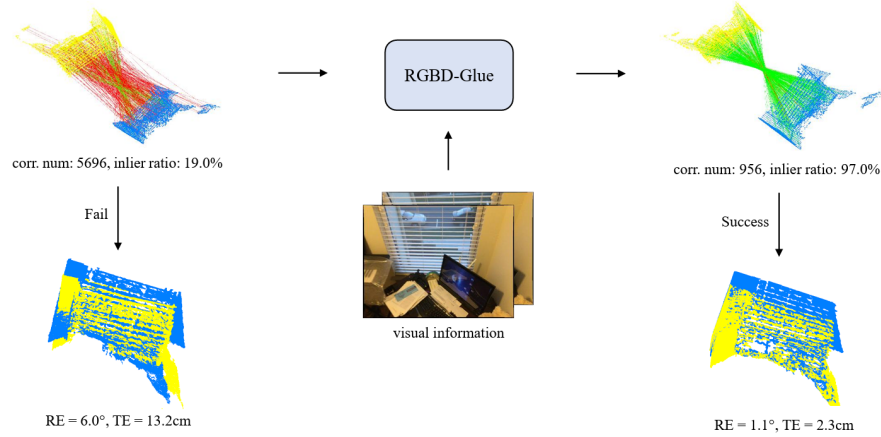 RGBD-Glue
corr. num: 5696, inlier ratio: 19.0%
corr. num: 956, inlier ratio: 97.0%
Fail
Success
visual information
RE = 6.0°, TE = 13.2cm
RE = 1.1°, TE = 2.3cm